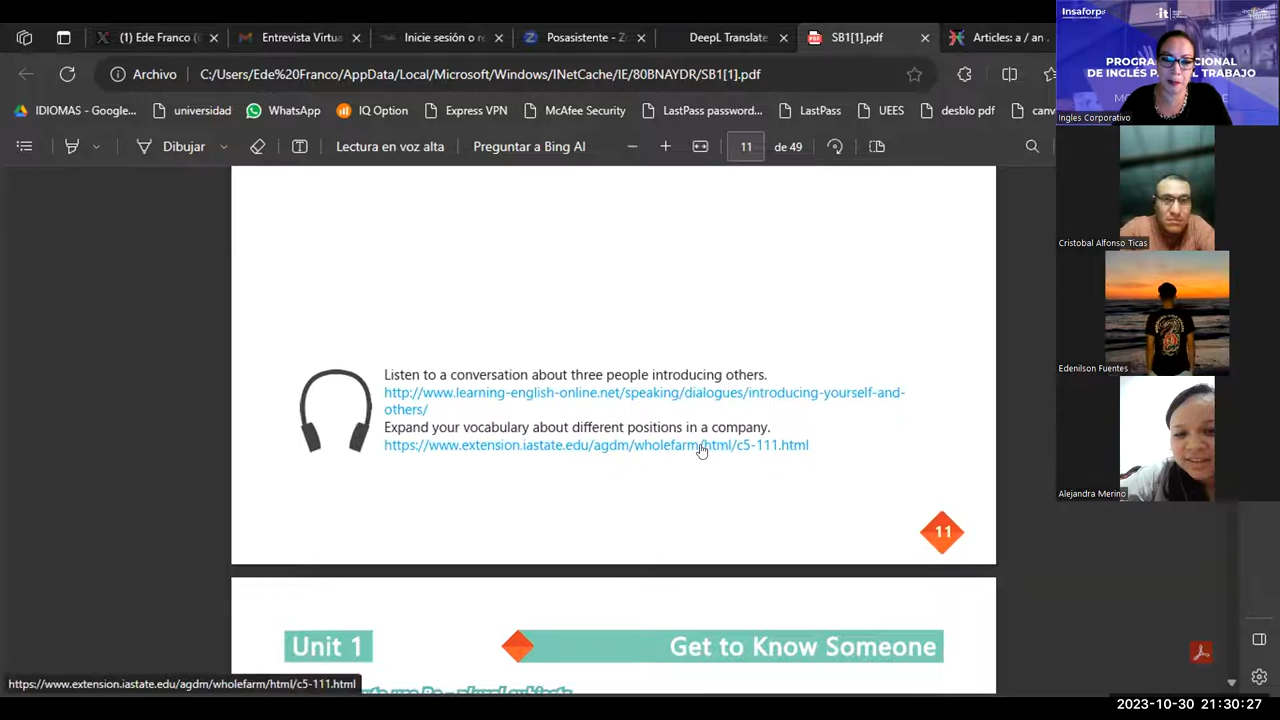 (1) Ede Franco (
Entrevista Virtua
Inicie sesión o n
Posasistente - Z
DeepL Translate
SB1[1].pdf
Articles: a / an
Archivo
C:/Users/Ede%20Franco/AppData/Local/Microsoft/Windows/INetCache/IE/80BNAYDR/SB1[1].pdf
IDIOMAS - Google...
universidad
WhatsApp
IQ Option
Express VPN
McAfee Security
LastPass password...
LastPass
UEES
desblo pdf
canv
Dibujar
Lectura en voz alta
Preguntar a Bing AI
11
de 49
Listen to a conversation about three people introducing others.
http://www.learning-english-online.net/speaking/dialogues/introducing-yourself-and-
others/
Expand your vocabulary about different positions in a company.
https://www.extension.iastate.edu/agdm/wholefarm/html/c5-111.html
11
Unit 1
Get to Know Someone
https://www.extension.iastate.edu/agdm/wholefarm/html/c5-111.html
Insaforp
it
Ingles Corporativo
Cristobal Alfonso Ticas
Edenilson Fuentes
Alejandra Merino
2023-10-30 21:30:27